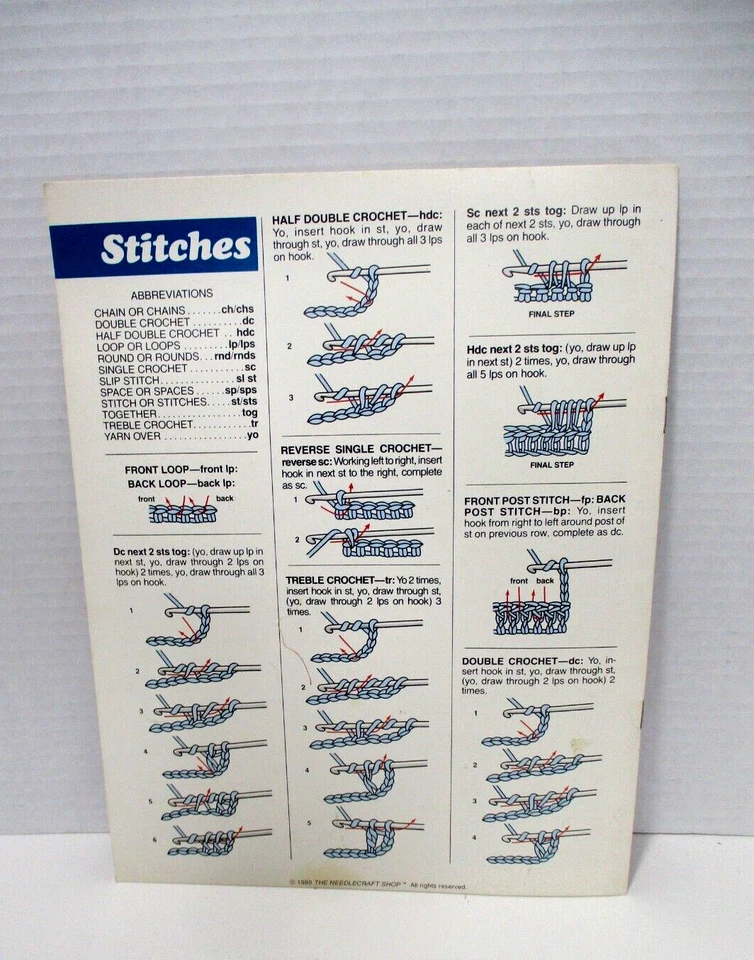 Stitches
ABBREVIATIONS
CHAIN OR CHAINS.......ch/chs
DOUBLE CROCHET..........dc
HALF DOUBLE CROCHET .. hdc
LOOP OR LOOPS .........lp/lps
ROUND OR ROUNDS...rnd/rnds
SINGLE CROCHET ...........sc
SLIP STITCH...............sl st
SPACE OR SPACES ......sp/sps
STITCH OR STITCHES.....st/sts
TOGETHER................tog
TREBLE CROCHET...........tr
YARN OVER ................yo
FRONT LOOP—front lp:
BACK LOOP—back lp:
front back
Dc next 2 sts tog: (yo, draw up lp in
next st, yo, draw through 2 lps on
hook) 2 times, yo, draw through all 3
lps on hook.
1
2
3
4
5
6
HALF DOUBLE CROCHET—hdc:
Yo, insert hook in st, yo, draw
through st, yo, draw through all 3 lps
on hook.
1
2
3
REVERSE SINGLE CROCHET—
reverse sc: Working left to right, insert
hook in next st to the right, complete
as sc.
1
2
TREBLE CROCHET—tr: Yo 2 times,
insert hook in st, yo, draw through st,
(yo, draw through 2 lps on hook) 3
times.
1
2
3
4
5
Sc next 2 sts tog: Draw up lp in
each of next 2 sts, yo, draw through
all 3 lps on hook.
FINAL STEP
Hdc next 2 sts tog: (yo, draw up lp
in next st) 2 times, yo, draw through
all 5 lps on hook.
FINAL STEP
FRONT POST STITCH—fp: BACK
POST STITCH—bp: Yo, insert
hook from right to left around post of
st on previous row, complete as dc.
front back
DOUBLE CROCHET—dc: Yo, in-
sert hook in st, yo, draw through st,
(yo, draw through 2 lps on hook) 2
times.
1
2
3
4
© 1989 THE NEEDLECRAFT SHOP™ All rights reserved.